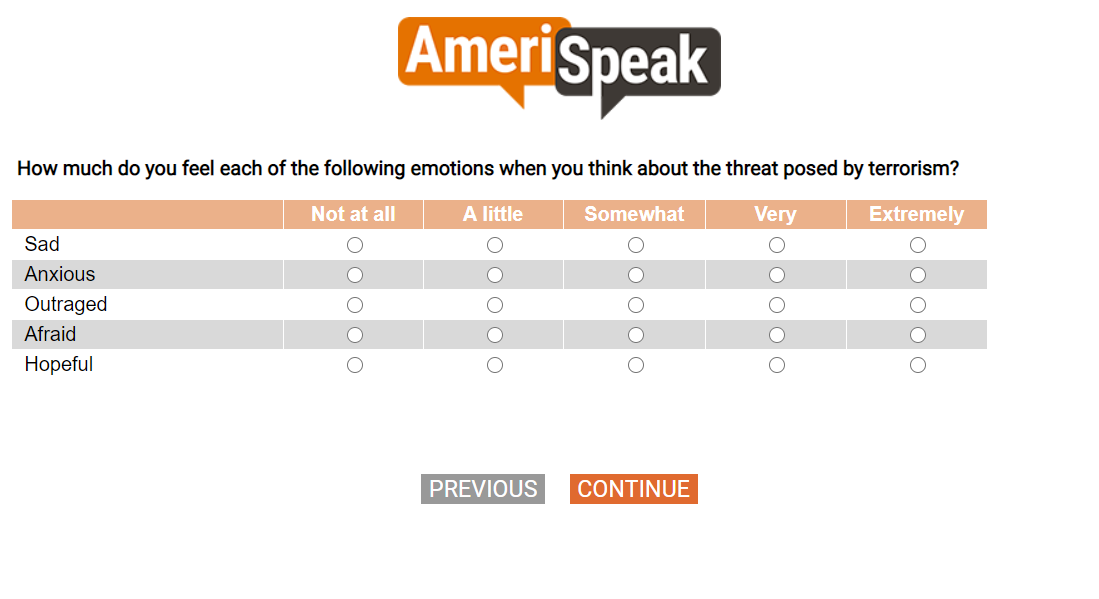 AmeriSpeak
How much do you feel each of the following emotions when you think about the threat posed by terrorism?
Not at all A little Somewhat Very Extremely
Sad
Anxious
Outraged
Afraid
Hopeful
PREVIOUS CONTINUE